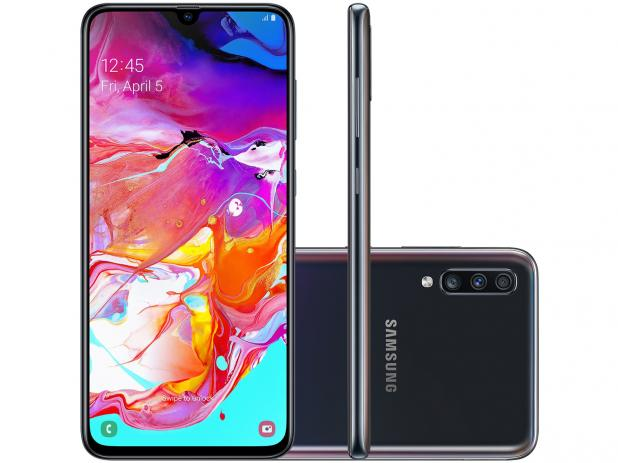 12:45
Fri, April 5
Swipe to unlock
SAMSUNG